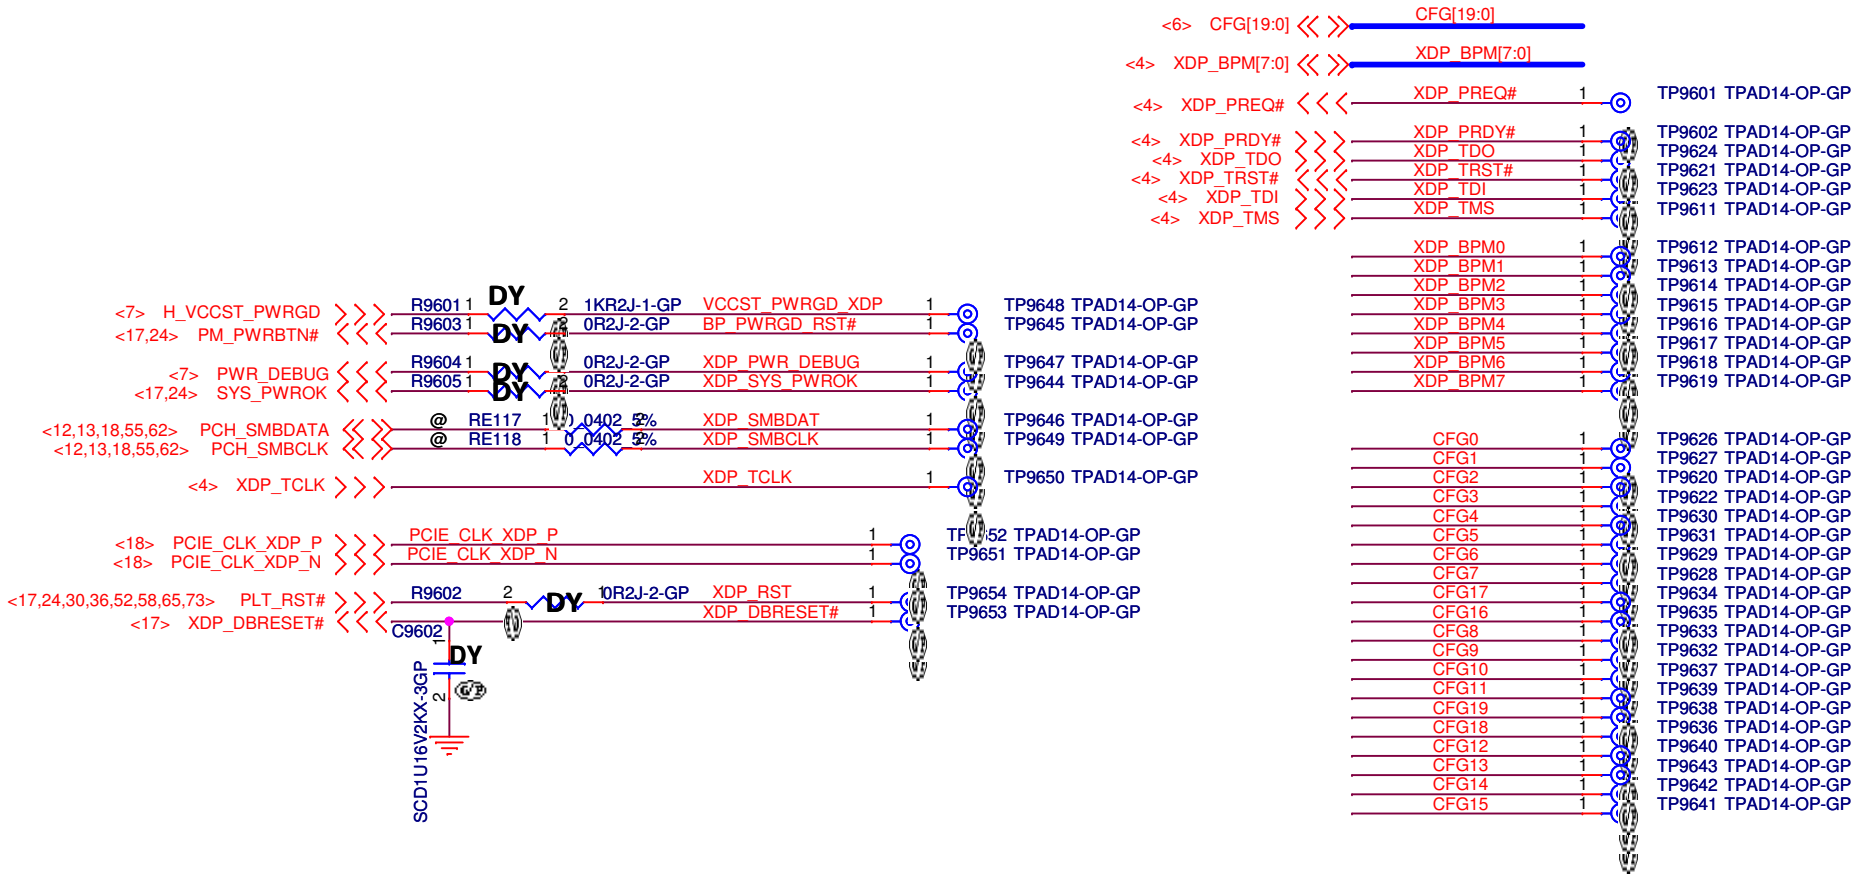 <6> CFG[19:0] CFG[19:0]
<4> XDP_BPM[7:0] XDP_BPM[7:0]
<4> XDP_PREQ# XDP_PREQ# 1 TP9601 TPAD14-OP-GP
<4> XDP_PRDY# XDP_PRDY# 1 TP9602 TPAD14-OP-GP
<4> XDP_TDO XDP_TDO 1 TP9624 TPAD14-OP-GP
<4> XDP_TRST# XDP_TRST# 1 TP9621 TPAD14-OP-GP
<4> XDP_TDI XDP_TDI 1 TP9623 TPAD14-OP-GP
<4> XDP_TMS XDP_TMS 1 TP9611 TPAD14-OP-GP
XDP_BPM0 1 TP9612 TPAD14-OP-GP
XDP_BPM1 1 TP9613 TPAD14-OP-GP
XDP_BPM2 1 TP9614 TPAD14-OP-GP
XDP_BPM3 1 TP9615 TPAD14-OP-GP
XDP_BPM4 1 TP9616 TPAD14-OP-GP
XDP_BPM5 1 TP9617 TPAD14-OP-GP
XDP_BPM6 1 TP9618 TPAD14-OP-GP
XDP_BPM7 1 TP9619 TPAD14-OP-GP
<7> H_VCCST_PWRGD R9601 1 DY 2 1KR2J-1-GP VCCST_PWRGD_XDP 1 TP9648 TPAD14-OP-GP
<17,24> PM_PWRBTN# R9603 1 DY 2 0R2J-2-GP BP_PWRGD_RST# 1 TP9645 TPAD14-OP-GP
<7> PWR_DEBUG R9604 1 DY 2 0R2J-2-GP XDP_PWR_DEBUG 1 TP9647 TPAD14-OP-GP
<17,24> SYS_PWROK R9605 1 DY 2 0R2J-2-GP XDP_SYS_PWROK 1 TP9644 TPAD14-OP-GP
<12,13,18,55,62> PCH_SMBDATA @ RE117 1 0_0402_5% 2 XDP_SMBDAT 1 TP9646 TPAD14-OP-GP
<12,13,18,55,62> PCH_SMBCLK @ RE118 1 0_0402_5% 2 XDP_SMBCLK 1 TP9649 TPAD14-OP-GP
<4> XDP_TCLK XDP_TCLK 1 TP9650 TPAD14-OP-GP
<18> PCIE_CLK_XDP_P PCIE_CLK_XDP_P 1 TPAD14-OP-GP
<18> PCIE_CLK_XDP_N PCIE_CLK_XDP_N 1 TP9651 TPAD14-OP-GP
<17,24,30,36,52,58,65,73> PLT_RST# R9602 2 DY 1 0R2J-2-GP XDP_RST 1 TP9654 TPAD14-OP-GP
<17> XDP_DBRESET# XDP_DBRESET# 1 TP9653 TPAD14-OP-GP
C9602
1
DY
2
SCD1U16V2KX-3GP
CFG0 1 TP9626 TPAD14-OP-GP
CFG1 1 TP9627 TPAD14-OP-GP
CFG2 1 TP9620 TPAD14-OP-GP
CFG3 1 TP9622 TPAD14-OP-GP
CFG4 1 TP9630 TPAD14-OP-GP
CFG5 1 TP9631 TPAD14-OP-GP
CFG6 1 TP9629 TPAD14-OP-GP
CFG7 1 TP9628 TPAD14-OP-GP
CFG17 1 TP9634 TPAD14-OP-GP
CFG16 1 TP9635 TPAD14-OP-GP
CFG8 1 TP9633 TPAD14-OP-GP
CFG9 1 TP9632 TPAD14-OP-GP
CFG10 1 TP9637 TPAD14-OP-GP
CFG11 1 TP9639 TPAD14-OP-GP
CFG19 1 TP9638 TPAD14-OP-GP
CFG18 1 TP9636 TPAD14-OP-GP
CFG12 1 TP9640 TPAD14-OP-GP
CFG13 1 TP9643 TPAD14-OP-GP
CFG14 1 TP9642 TPAD14-OP-GP
CFG15 1 TP9641 TPAD14-OP-GP